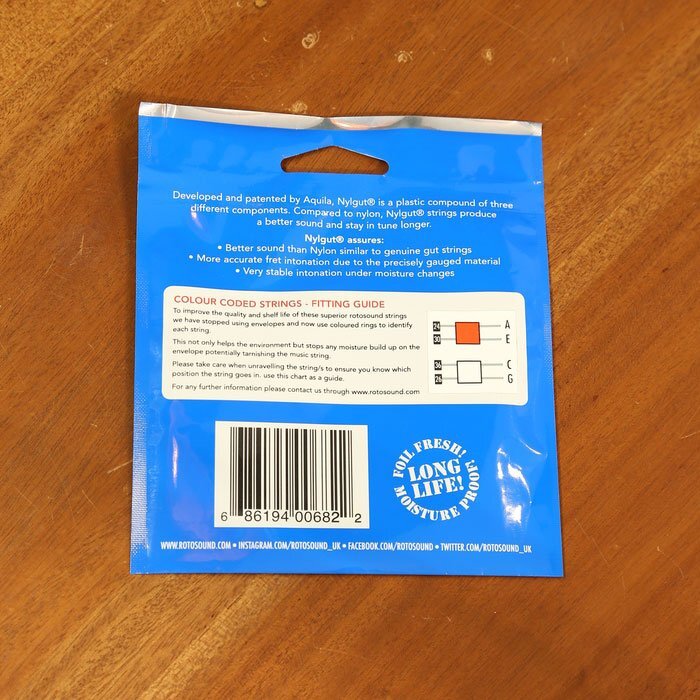 Developed and patented by Aquila, Nylgut® is a plastic compound of three
different components. Compared to nylon, Nylgut® strings produce
a better sound and stay in tune longer.
Nylgut® assures:
• Better sound than Nylon similar to genuine gut strings
• More accurate fret intonation due to the precisely gauged material
• Very stable intonation under moisture changes
COLOUR CODED STRINGS - FITTING GUIDE
To improve the quality and shelf life of these superior rotosound strings
we have stopped using envelopes and now use coloured rings to identify
each string.
This not only helps the environment but stops any moisture build up on the
envelope potentially tarnishing the music string.
Please take care when unravelling the string/s to ensure you know which
position the string goes in. use this chart as a guide.
For any further information please contact us through www.rotosound.com
24 A
30 E
36 C
26 G
6 86194 00682 2
FOIL FRESH!
LONG
LIFE!
MOISTURE PROOF!
WWW.ROTOSOUND.COM • INSTAGRAM.COM/ROTOSOUND_UK • FACEBOOK.COM/ROTOSOUND • TWITTER.COM/ROTOSOUND_UK